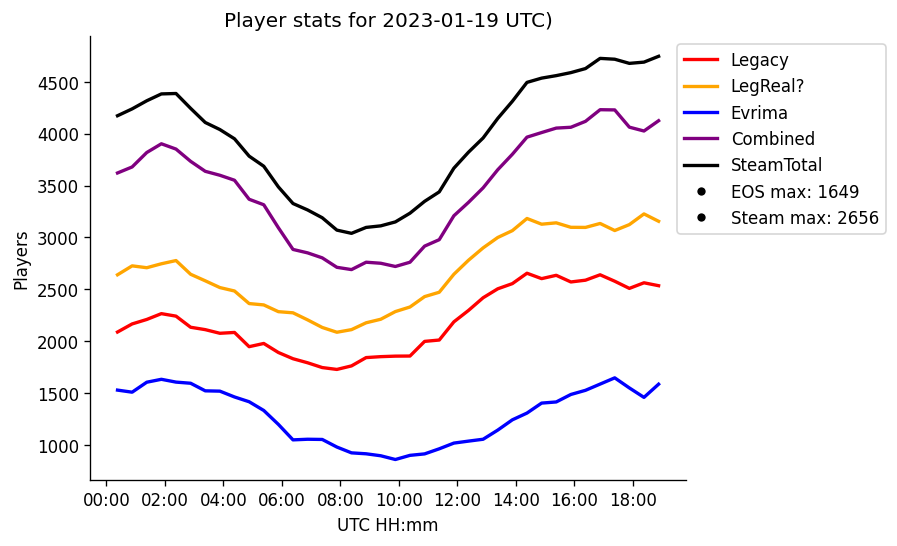 Player stats for 2023-01-19 UTC)
Legacy
LegReal?
Evrima
Combined
SteamTotal
EOS max: 1649
Steam max: 2656
Players
4500
4000
3500
3000
2500
2000
1500
1000
00:00 02:00 04:00 06:00 08:00 10:00 12:00 14:00 16:00 18:00
UTC HH:mm